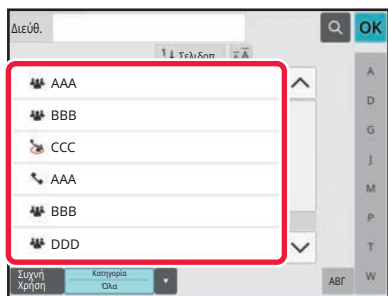 Διεύθ.
OK
1↓ Σελιδοπ.
A
AAA
D
BBB
G
CCC
J
AAA
M
BBB
P
DDD
T
Συχνή Χρήση
Κατηγορία
Όλα
ΑΒΓ
W